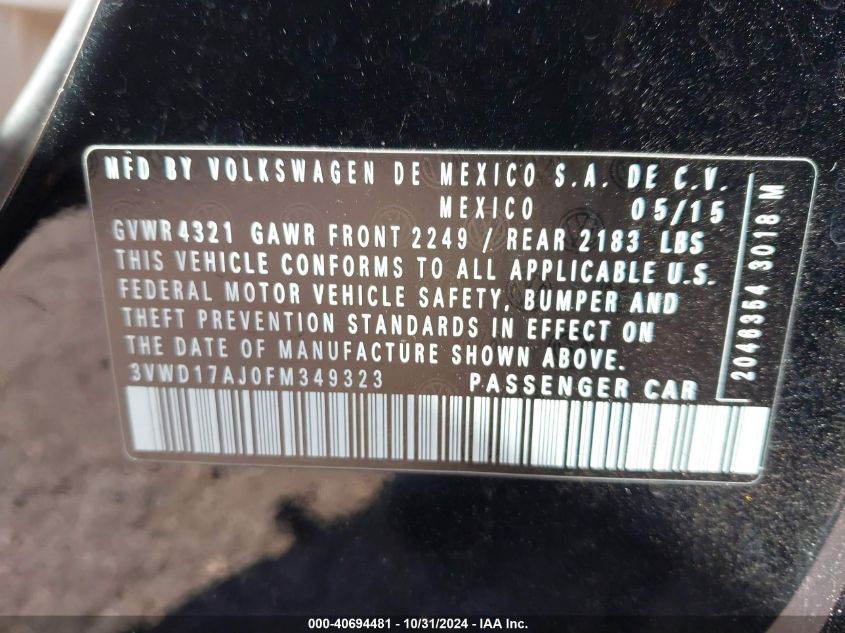 MFD BY VOLKSWAGEN DE MEXICO S.A. DE C.V.
MEXICO 05/15
GVWR 4321 GAWR FRONT 2249 / REAR 2183 LBS
THIS VEHICLE CONFORMS TO ALL APPLICABLE U.S.
FEDERAL MOTOR VEHICLE SAFETY, BUMPER AND
THEFT PREVENTION STANDARDS IN EFFECT ON
THE DATE OF MANUFACTURE SHOWN ABOVE.
3VWD17AJ0FM349323 PASSENGER CAR
2046354 3018 M
000-40694481 - 10/31/2024 - IAA Inc.